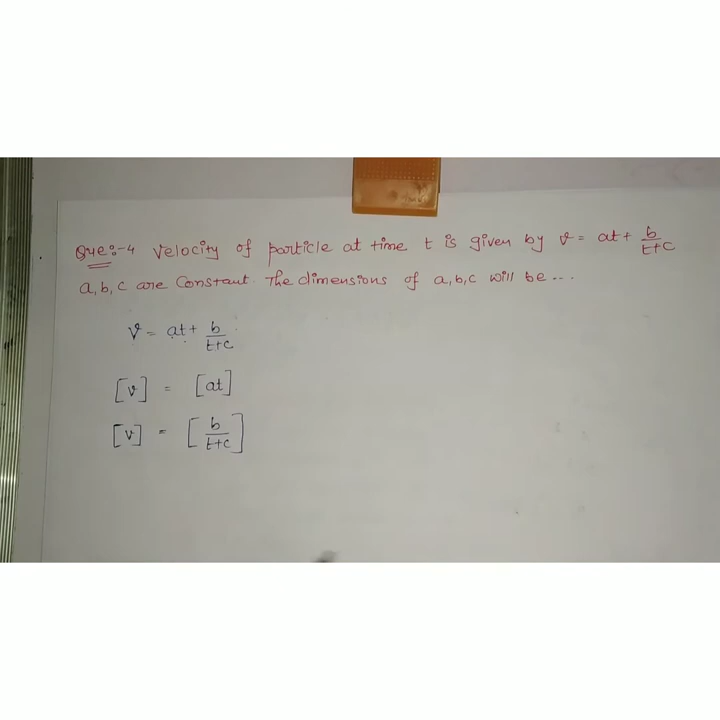 Que:-4 Velocity of particle at time t is given by v = at + b/t+c
a, b, c are Constant. The dimensions of a, b, c will be ...
v = at + b/t+c
[v] = [at]
[v] = [b/t+c]